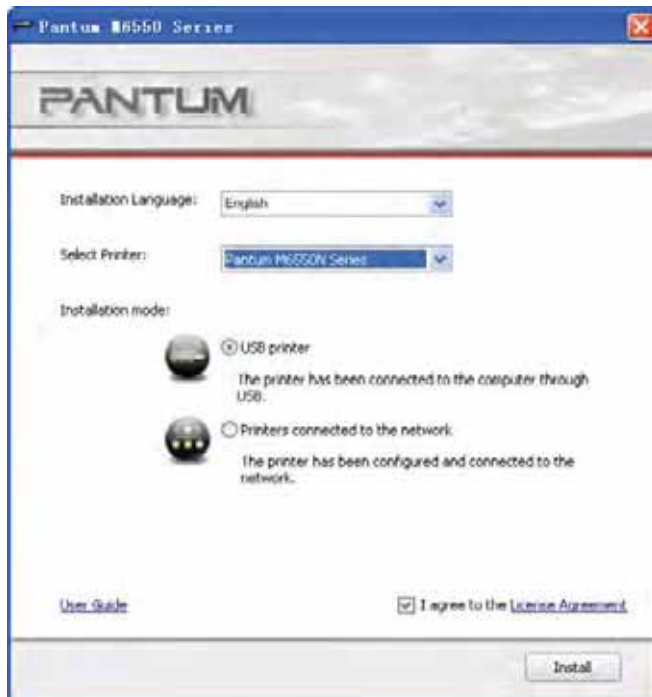 Pantum M6550 Series
PANTUM
Installation Language:
English
Select Printer:
Pantum M6550N Series
Installation mode:
USB printer
The printer has been connected to the computer through
USB.
Printers connected to the network
The printer has been configured and connected to the
network.
User Guide
I agree to the License Agreement
Install